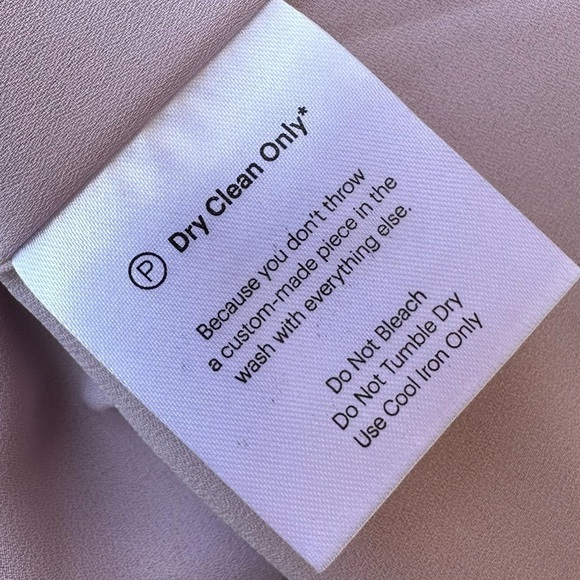 Ⓟ Dry Clean Only*
Because you don't throw
a custom-made piece in the
wash with everything else.
Do Not Bleach
Do Not Tumble Dry
Use Cool Iron Only